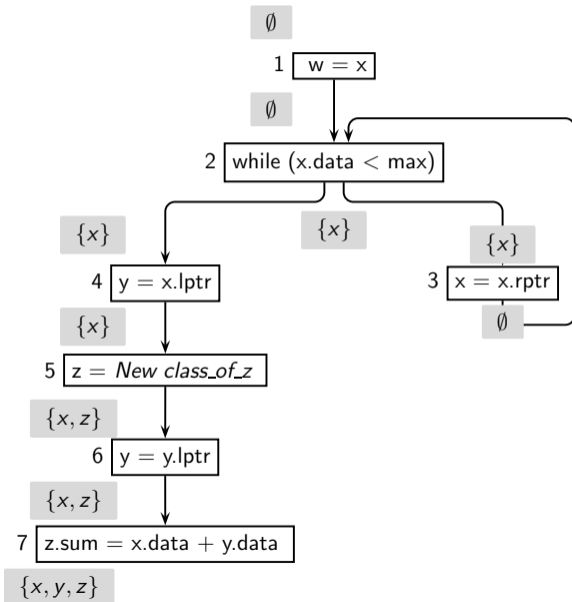 ∅
1 w = x
∅
2 while (x.data < max)
{x}
{x}
{x}
4 y = x.lptr
3 x = x.rptr
{x}
∅
5 z = New class_of_z
{x, z}
6 y = y.lptr
{x, z}
7 z.sum = x.data + y.data
{x, y, z}